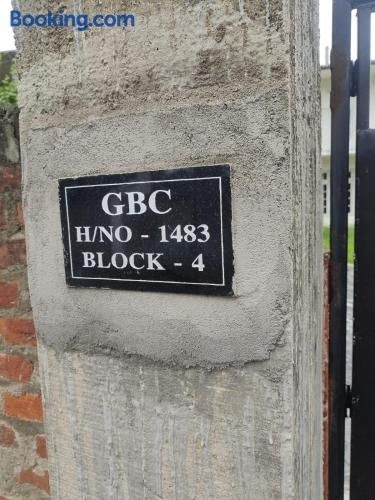 Booking.com
GBC
H/NO - 1483
BLOCK - 4